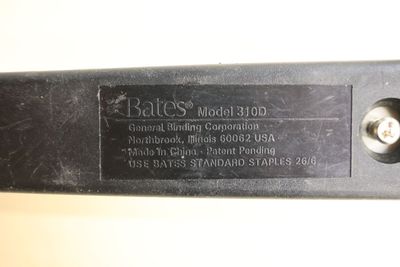 Bates® Model 310D
General Binding Corporation
Northbrook, Illinois 60062 USA
Made in China - Patent Pending
USE BATES STANDARD STAPLES 26/6